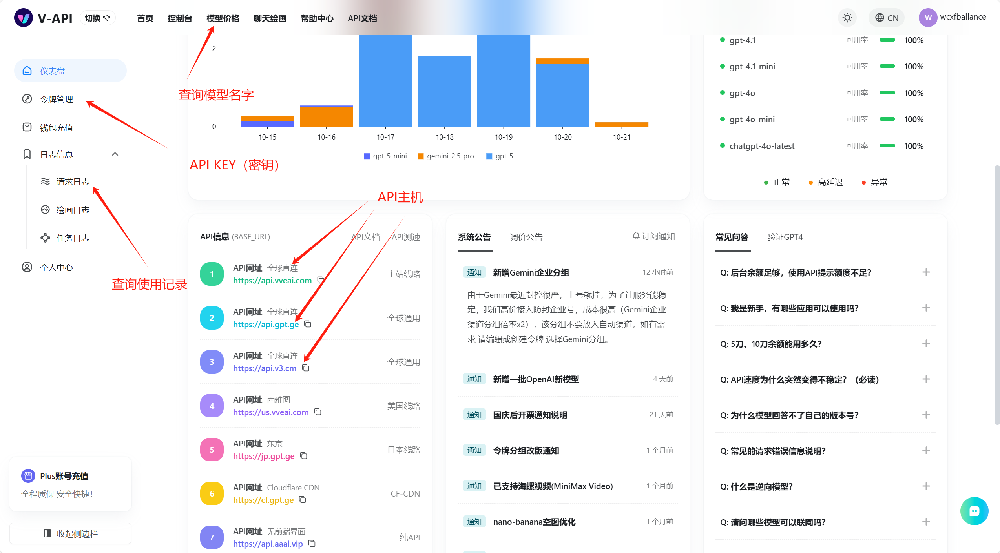 V-API
切换
首页
控制台
模型价格
聊天绘画
帮助中心
API文档
CN
W
wcxfballance
仪表盘
令牌管理
钱包充值
日志信息
请求日志
绘画日志
任务日志
个人中心
查询模型名字
API KEY（密钥）
API主机
查询使用记录
2
0
10-15
10-16
10-17
10-18
10-19
10-20
10-21
gpt-5-mini
gemini-2.5-pro
gpt-5
gpt-4.1 可用率 100%
gpt-4.1-mini 可用率 100%
gpt-4o 可用率 100%
gpt-4o-mini 可用率 100%
chatgpt-4o-latest 可用率 100%
正常 高延迟 异常
API信息 (BASE_URL) API文档 API测速
1 API网址 全球直连
https://api.vveai.com
主站线路
2 API网址 全球直连
https://api.gpt.ge
全球通用
3 API网址 全球直连
https://api.v3.cm
全球通用
4 API网址 西雅图
https://us.vveai.com
美国线路
5 API网址 东京
https://jp.gpt.ge
日本线路
6 API网址 Cloudflare CDN
https://cf.gpt.ge
CF-CDN
7 API网址 无前端界面
https://api.aaai.vip
纯API
系统公告 调价公告 订阅通知
通知 新增Gemini企业分组 12 小时前
由于Gemini最近封控很严，上号就挂，为了让服务能稳
定，我们高价接入防封企业号，成本很高（Gemini企业
渠道分组倍率x2），该分组不会放入自动渠道，如有需
求 请编辑或创建令牌 选择Gemini分组。
通知 新增一批OpenAI新模型 4 天前
通知 国庆后开票通知说明 21 天前
通知 令牌分组改版通知 1 个月前
通知 已支持海螺视频(MiniMax Video) 1 个月前
通知 nano-banana空图优化 1 个月前
常见问答 验证GPT4
Q: 后台余额足够，使用API提示额度不足？
Q: 我是新手，有哪些应用可以使用吗？
Q: 5刀、10刀余额能用多久？
Q: API速度为什么突然变得不稳定？（必读）
Q: 为什么模型回答不了自己的版本号？
Q: 常见的请求错误信息说明？
Q: 什么是逆向模型？
Q: 请问哪些模型可以联网吗？
Plus账号充值
全程质保 安全快捷！
收起侧边栏